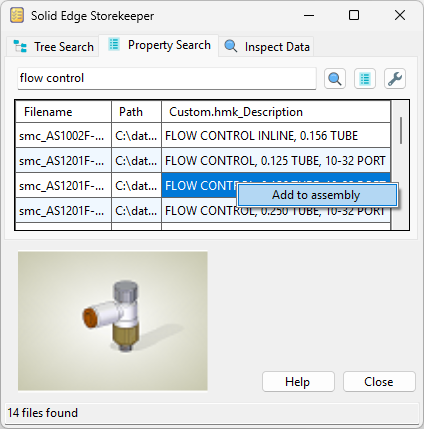 Solid Edge Storekeeper
Tree Search Property Search Inspect Data
flow control
Filename Path Custom.hmk_Description
smc_AS1002F-... C:\dat... FLOW CONTROL INLINE, 0.156 TUBE
smc_AS1201F-... C:\dat... FLOW CONTROL, 0.125 TUBE, 10-32 PORT
smc_AS1201F-... C:\dat... FLOW CONTROL
Add to assembly
smc_AS1201F-... C:\dat... FLOW CONTROL, 0.250 TUBE, 10-32 PORT
Help Close
14 files found